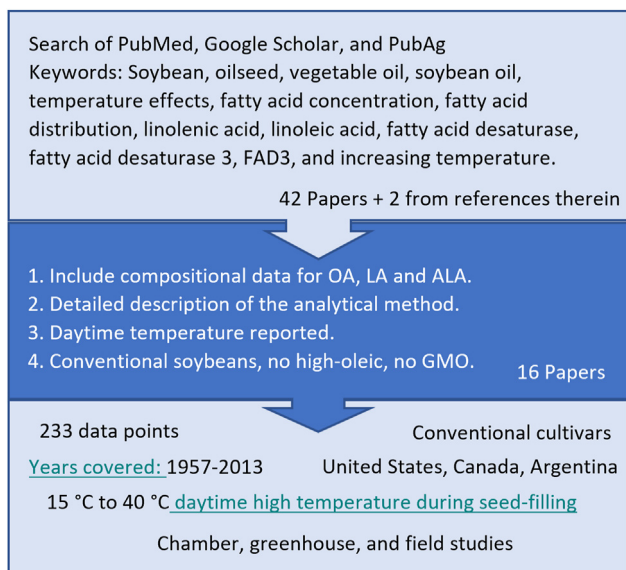 Search of PubMed, Google Scholar, and PubAg
Keywords: Soybean, oilseed, vegetable oil, soybean oil,
temperature effects, fatty acid concentration, fatty acid
distribution, linolenic acid, linoleic acid, fatty acid desaturase,
fatty acid desaturase 3, FAD3, and increasing temperature.
42 Papers + 2 from references therein
1. Include compositional data for OA, LA and ALA.
2. Detailed description of the analytical method.
3. Daytime temperature reported.
4. Conventional soybeans, no high-oleic, no GMO.
16 Papers
233 data points
Conventional cultivars
Years covered: 1957-2013
United States, Canada, Argentina
15 °C to 40 °C daytime high temperature during seed-filling
Chamber, greenhouse, and field studies